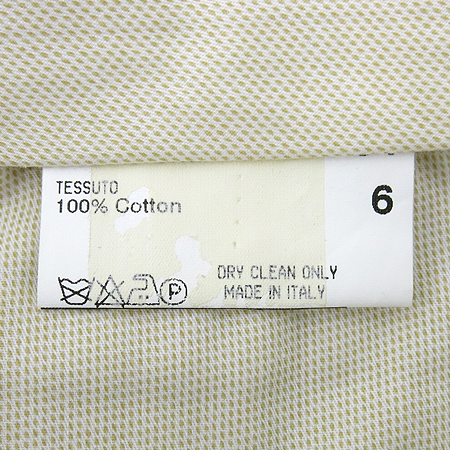 TESSUTO
100% Cotton
6
P
DRY CLEAN ONLY
MADE IN ITALY